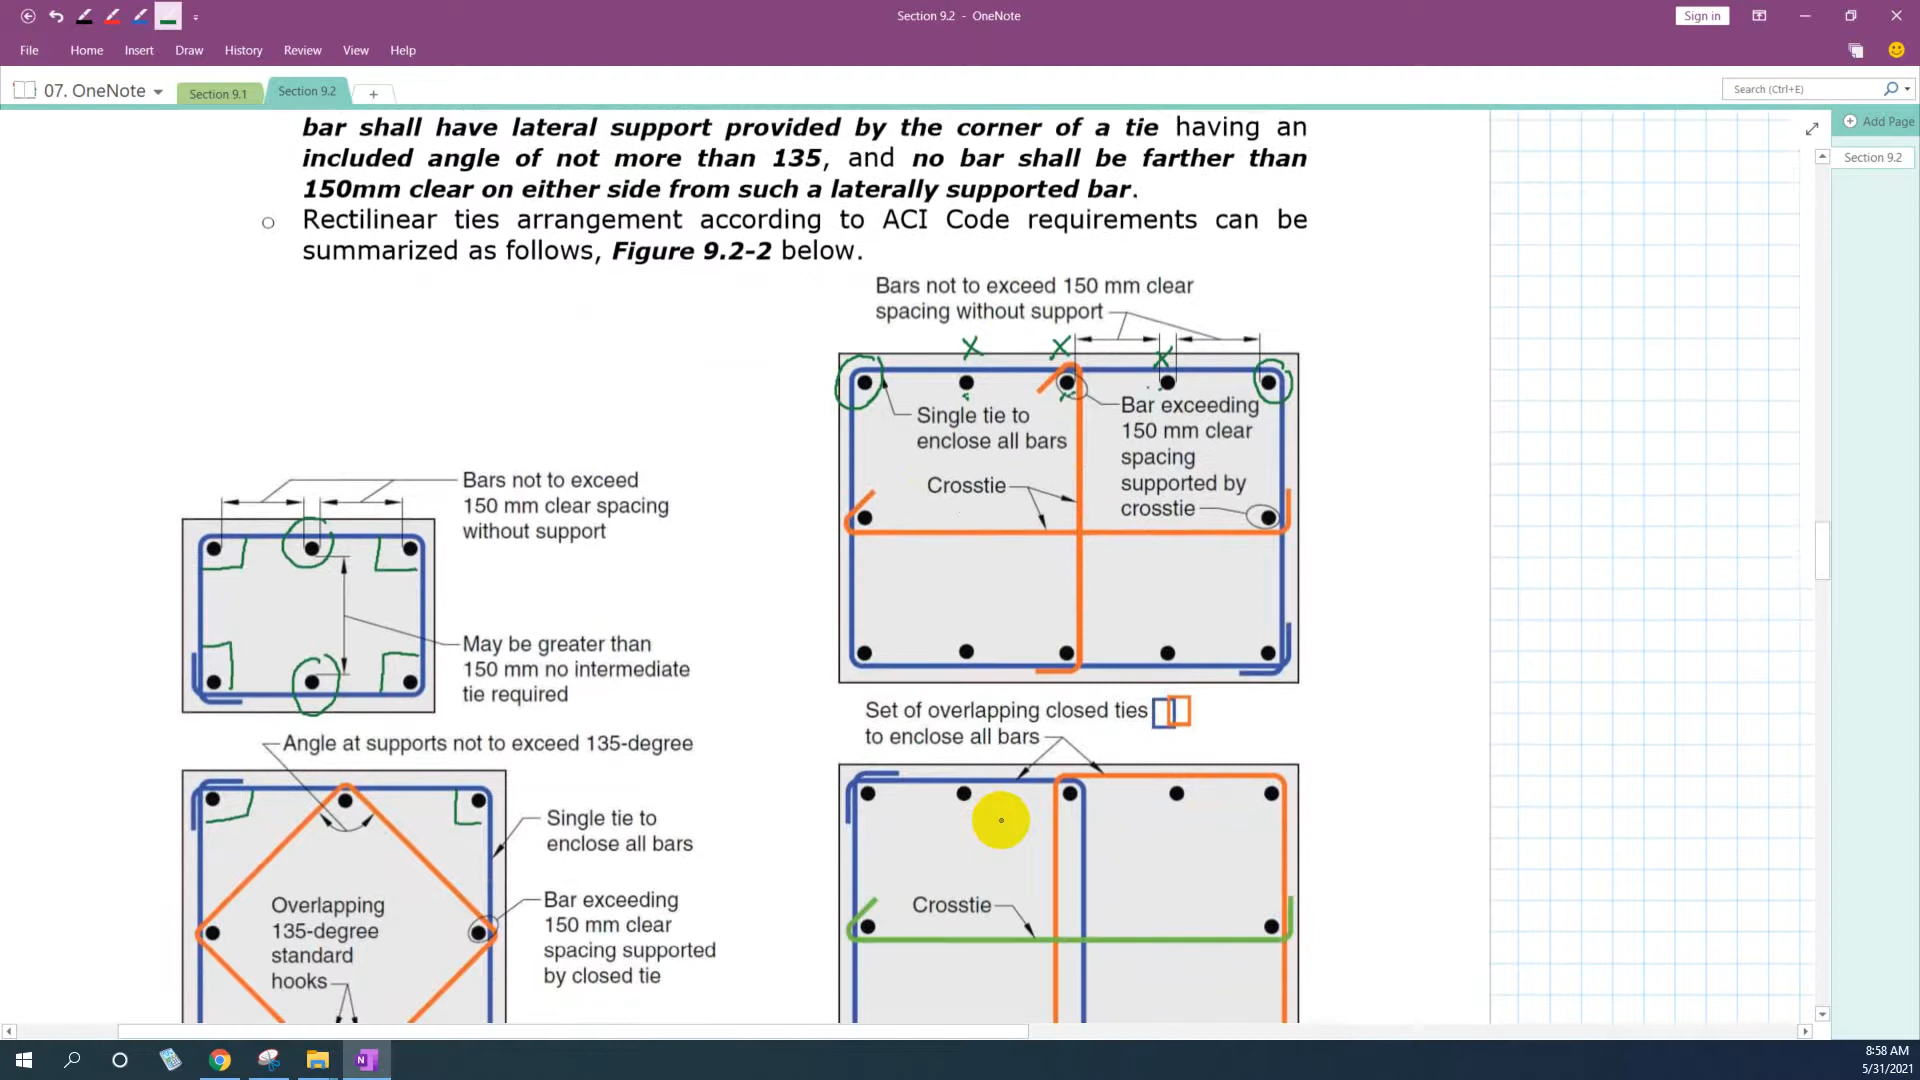 Section 9.2 - OneNote
Sign in
File Home Insert Draw History Review View Help
07. OneNote
Section 9.1
Section 9.2
+
Search (Ctrl+E)
Add Page
Section 9.2
bar shall have lateral support provided by the corner of a tie having an
included angle of not more than 135, and no bar shall be farther than
150mm clear on either side from such a laterally supported bar.
○ Rectilinear ties arrangement according to ACI Code requirements can be
summarized as follows, Figure 9.2-2 below.
Bars not to exceed 150 mm clear
spacing without support
X X X
Single tie to
enclose all bars
Crosstie
Bar exceeding
150 mm clear
spacing
supported by
crosstie
Bars not to exceed
150 mm clear spacing
without support
May be greater than
150 mm no intermediate
tie required
Set of overlapping closed ties
to enclose all bars
Crosstie
Angle at supports not to exceed 135-degree
Single tie to
enclose all bars
Overlapping
135-degree
standard
hooks
Bar exceeding
150 mm clear
spacing supported
by closed tie
8:58 AM
5/31/2021